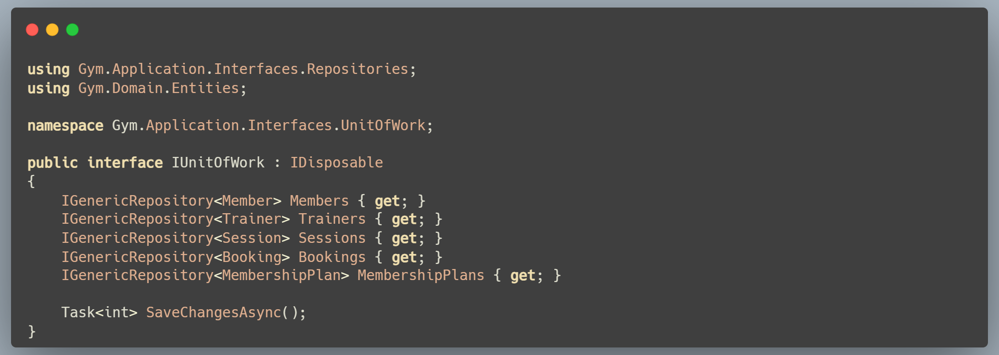 using Gym.Application.Interfaces.Repositories;
using Gym.Domain.Entities;

namespace Gym.Application.Interfaces.UnitOfWork;

public interface IUnitOfWork : IDisposable
{
    IGenericRepository<Member> Members { get; }
    IGenericRepository<Trainer> Trainers { get; }
    IGenericRepository<Session> Sessions { get; }
    IGenericRepository<Booking> Bookings { get; }
    IGenericRepository<MembershipPlan> MembershipPlans { get; }

    Task<int> SaveChangesAsync();
}